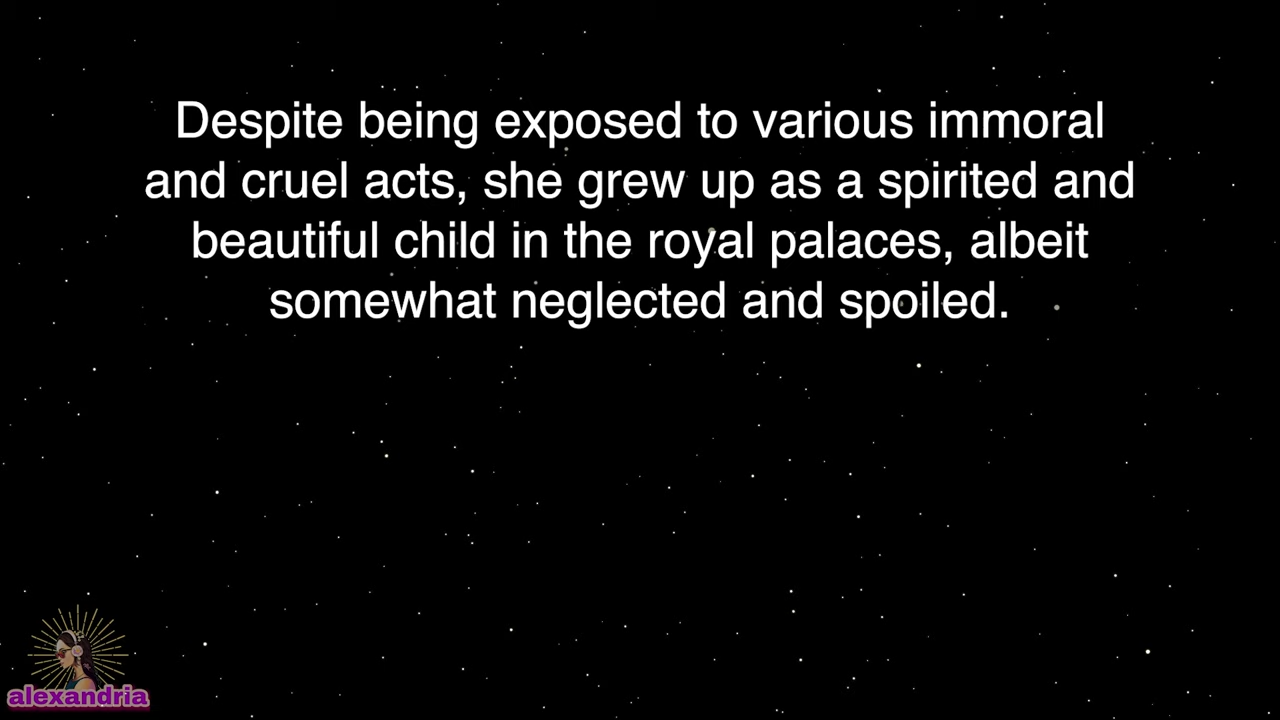 Despite being exposed to various immoral
and cruel acts, she grew up as a spirited and
beautiful child in the royal palaces, albeit
somewhat neglected and spoiled.
alexandria